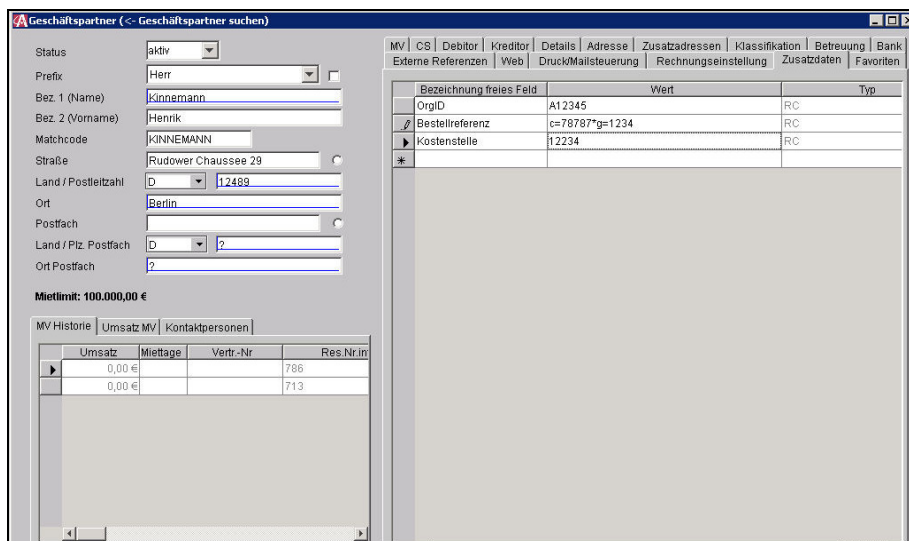 Geschäftspartner (<- Geschäftspartner suchen)
Status aktiv
Prefix Herr
Bez. 1 (Name) Kinnemann
Bez. 2 (Vorname) Henrik
Matchcode KINNEMANN
Straße Rudower Chaussee 29
Land / Postleitzahl D 12489
Ort Berlin
Postfach
Land / Plz. Postfach D ?
Ort Postfach ?
Mietlimit: 100.000,00 €
MV Historie Umsatz MV Kontaktpersonen
Umsatz Miettage Vertr.-Nr Res.Nr.in
0,00 € 786
0,00 € 713
MV CS Debitor Kreditor Details Adresse Zusatzadressen Klassifikation Betreuung Bank
Externe Referenzen Web Druck/Mailsteuerung Rechnungseinstellung Zusatzdaten Favoriten
Bezeichnung freies Feld Wert Typ
OrgID A12345 RC
Bestellreferenz c=78787*g=1234 RC
Kostenstelle 12234 RC